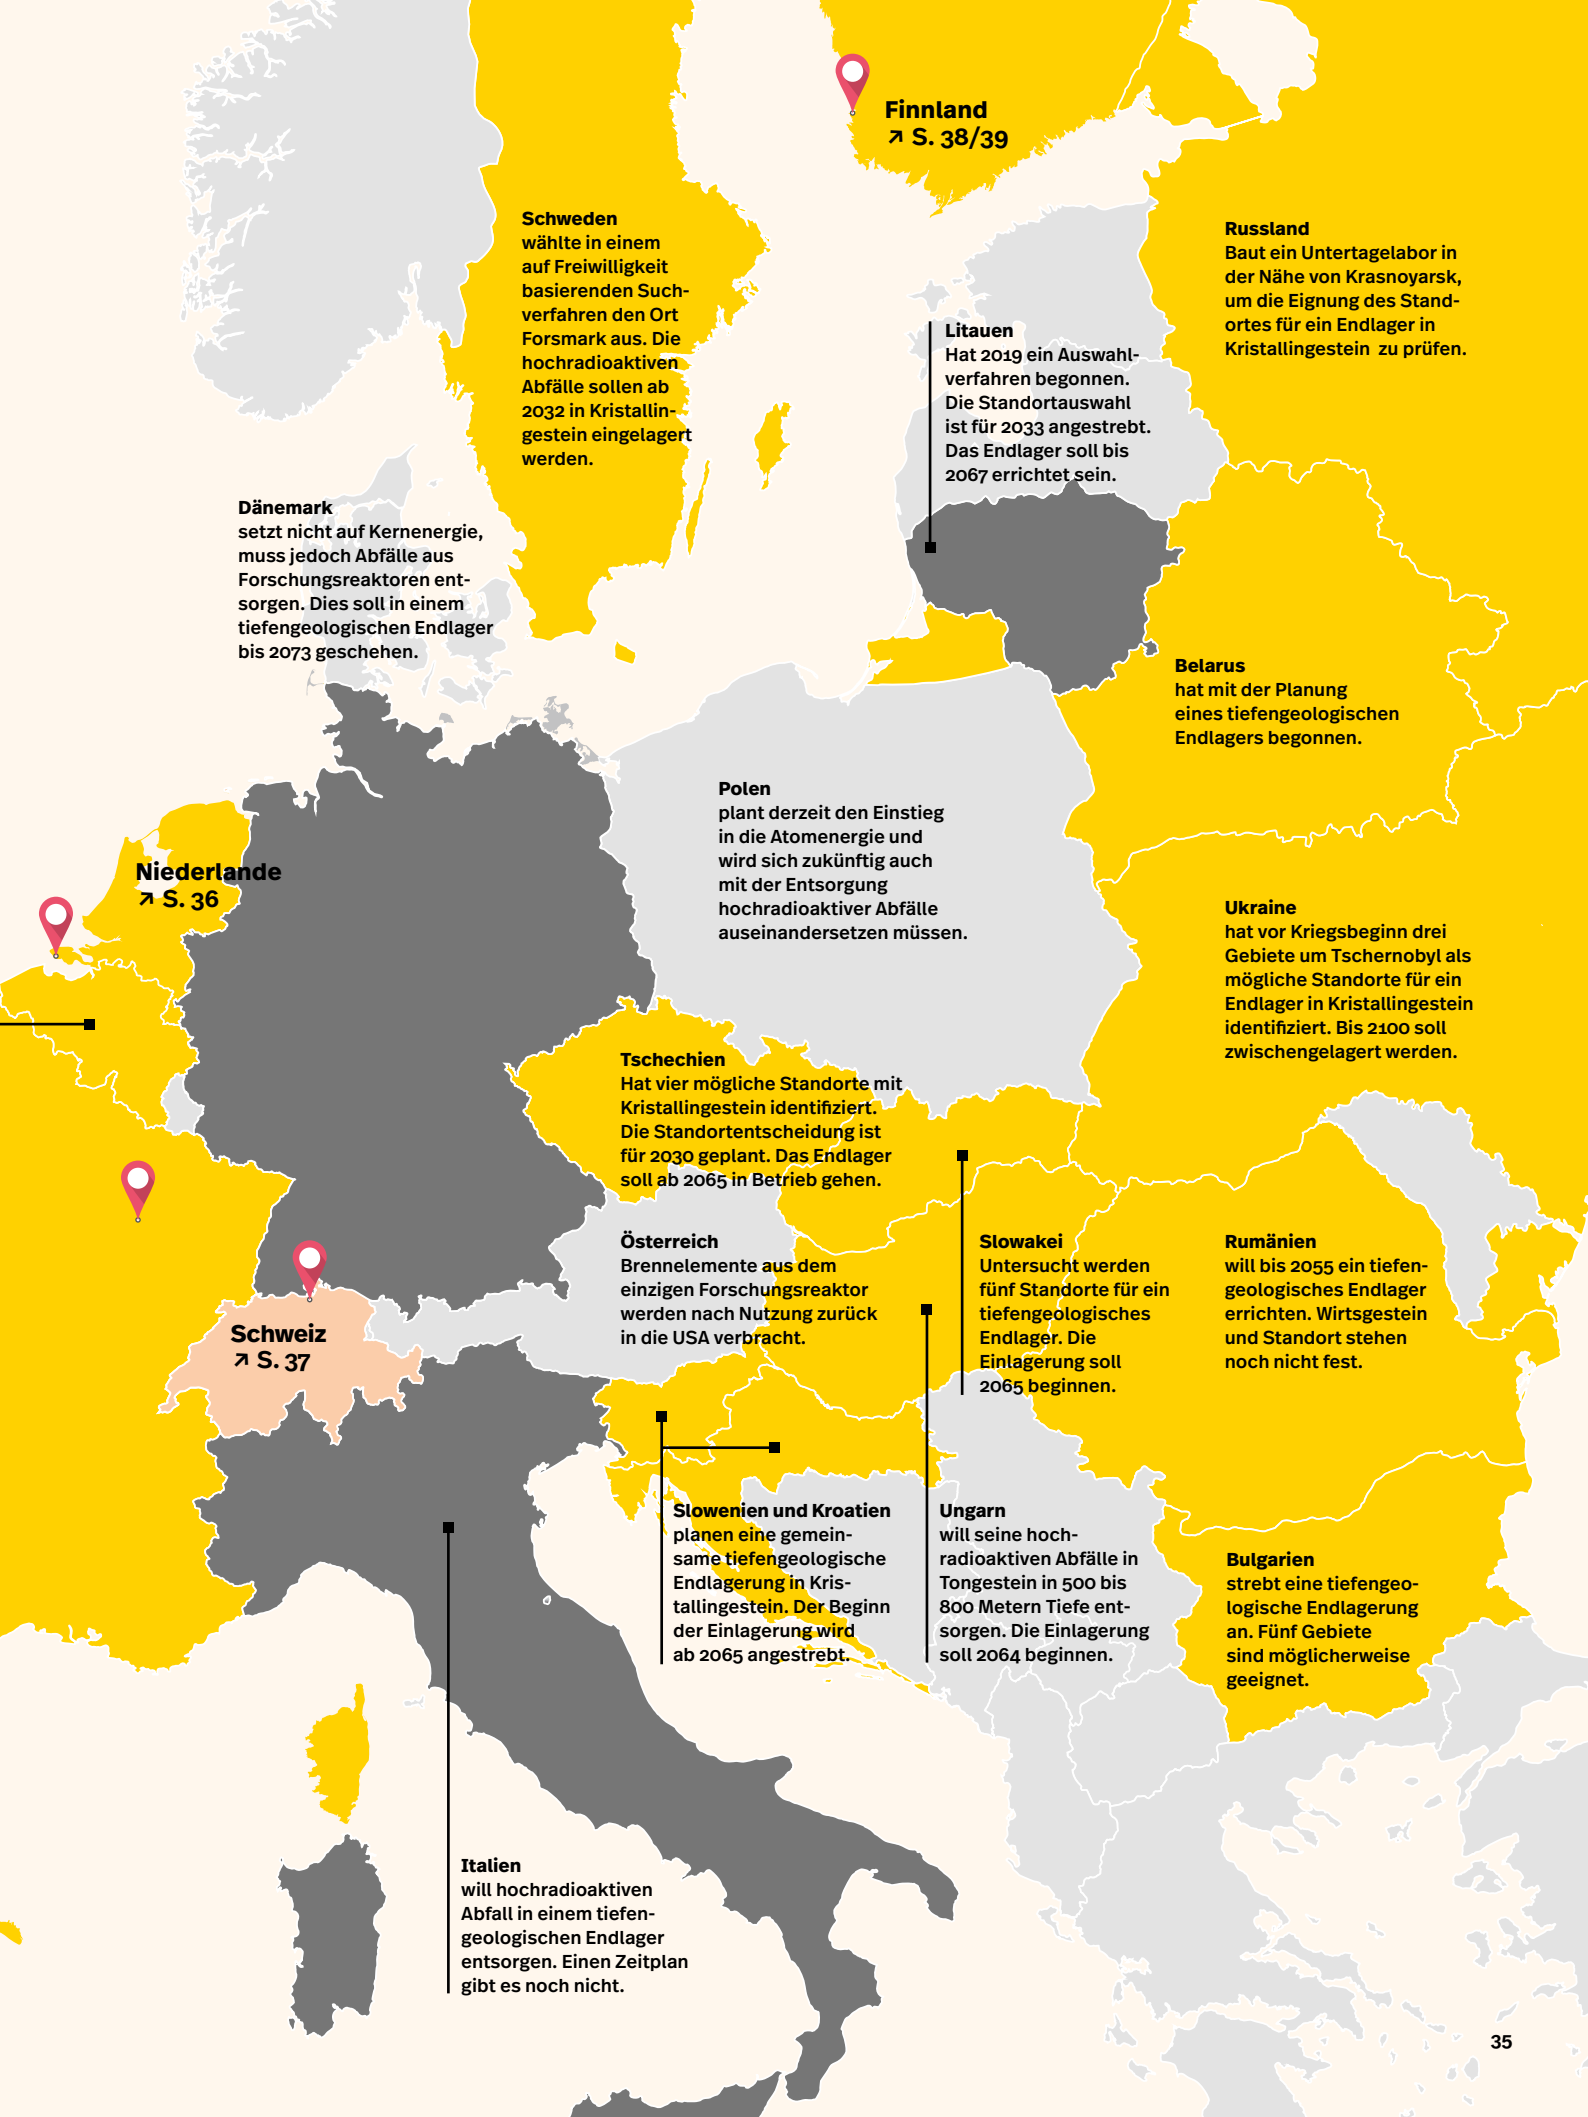 Finnland
↗ S. 38/39
Schweden
wählte in einem
auf Freiwilligkeit
basierenden Such-
verfahren den Ort
Forsmark aus. Die
hochradioaktiven
Abfälle sollen ab
2032 in Kristallin-
gestein eingelagert
werden.
Russland
Baut ein Untertagelabor in
der Nähe von Krasnoyarsk,
um die Eignung des Stand-
ortes für ein Endlager in
Kristallingestein zu prüfen.
Litauen
Hat 2019 ein Auswahl-
verfahren begonnen.
Die Standortauswahl
ist für 2033 angestrebt.
Das Endlager soll bis
2067 errichtet sein.
Dänemark
setzt nicht auf Kernenergie,
muss jedoch Abfälle aus
Forschungsreaktoren ent-
sorgen. Dies soll in einem
tiefengeologischen Endlager
bis 2073 geschehen.
Belarus
hat mit der Planung
eines tiefengeologischen
Endlagers begonnen.
Polen
plant derzeit den Einstieg
in die Atomenergie und
wird sich zukünftig auch
mit der Entsorgung
hochradioaktiver Abfälle
auseinandersetzen müssen.
Niederlande
↗ S. 36
Ukraine
hat vor Kriegsbeginn drei
Gebiete um Tschernobyl als
mögliche Standorte für ein
Endlager in Kristallingestein
identifiziert. Bis 2100 soll
zwischengelagert werden.
Tschechien
Hat vier mögliche Standorte mit
Kristallingestein identifiziert.
Die Standortentscheidung ist
für 2030 geplant. Das Endlager
soll ab 2065 in Betrieb gehen.
Österreich
Brennelemente aus dem
einzigen Forschungsreaktor
werden nach Nutzung zurück
in die USA verbracht.
Slowakei
Untersucht werden
fünf Standorte für ein
tiefengeologisches
Endlager. Die
Einlagerung soll
2065 beginnen.
Rumänien
will bis 2055 ein tiefen-
geologisches Endlager
errichten. Wirtsgestein
und Standort stehen
noch nicht fest.
Schweiz
↗ S. 37
Slowenien und Kroatien
planen eine gemein-
same tiefengeologische
Endlagerung in Kris-
tallingestein. Der Beginn
der Einlagerung wird
ab 2065 angestrebt.
Ungarn
will seine hoch-
radioaktiven Abfälle in
Tongestein in 500 bis
800 Metern Tiefe ent-
sorgen. Die Einlagerung
soll 2064 beginnen.
Bulgarien
strebt eine tiefengeo-
logische Endlagerung
an. Fünf Gebiete
sind möglicherweise
geeignet.
Italien
will hochradioaktiven
Abfall in einem tiefen-
geologischen Endlager
entsorgen. Einen Zeitplan
gibt es noch nicht.
35